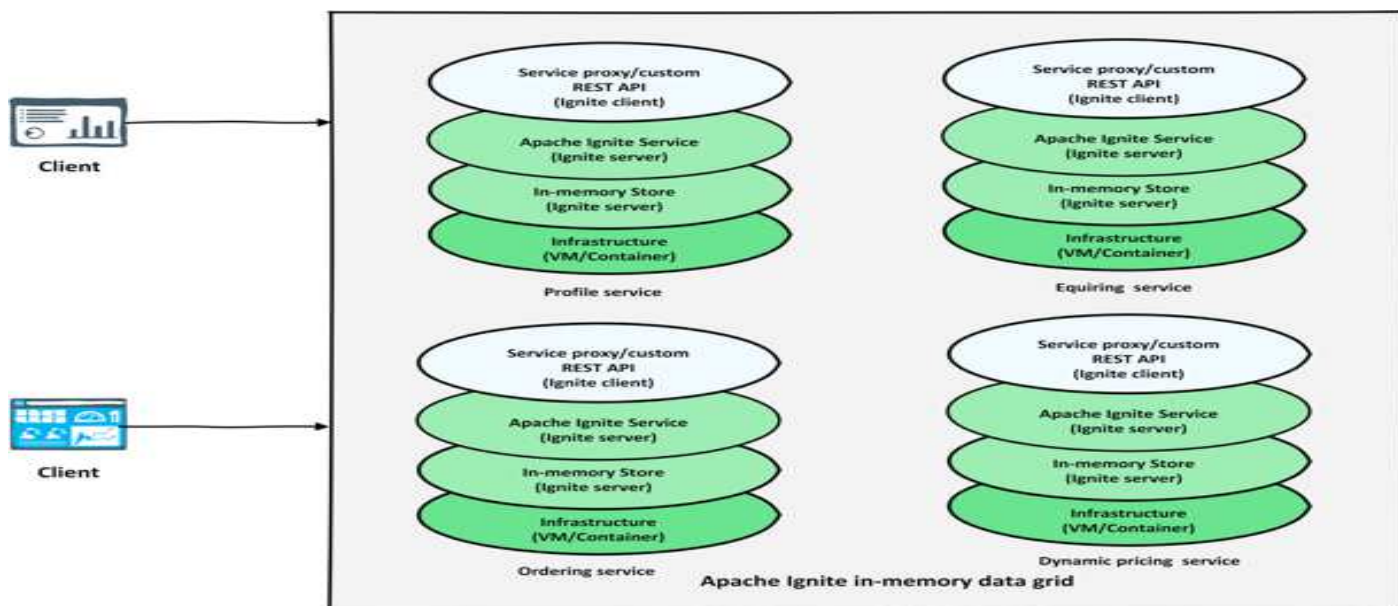 Client
Client
Service proxy/custom
REST API
(Ignite client)
Apache Ignite Service
(Ignite server)
In-memory Store
(Ignite server)
Infrastructure
(VM/Container)
Profile service
Service proxy/custom
REST API
(Ignite client)
Apache Ignite Service
(Ignite server)
In-memory Store
(Ignite server)
Infrastructure
(VM/Container)
Equiring service
Service proxy/custom
REST API
(Ignite client)
Apache Ignite Service
(Ignite server)
In-memory Store
(Ignite server)
Infrastructure
(VM/Container)
Ordering service
Service proxy/custom
REST API
(Ignite client)
Apache Ignite Service
(Ignite server)
In-memory Store
(Ignite server)
Infrastructure
(VM/Container)
Dynamic pricing service
Apache Ignite in-memory data grid